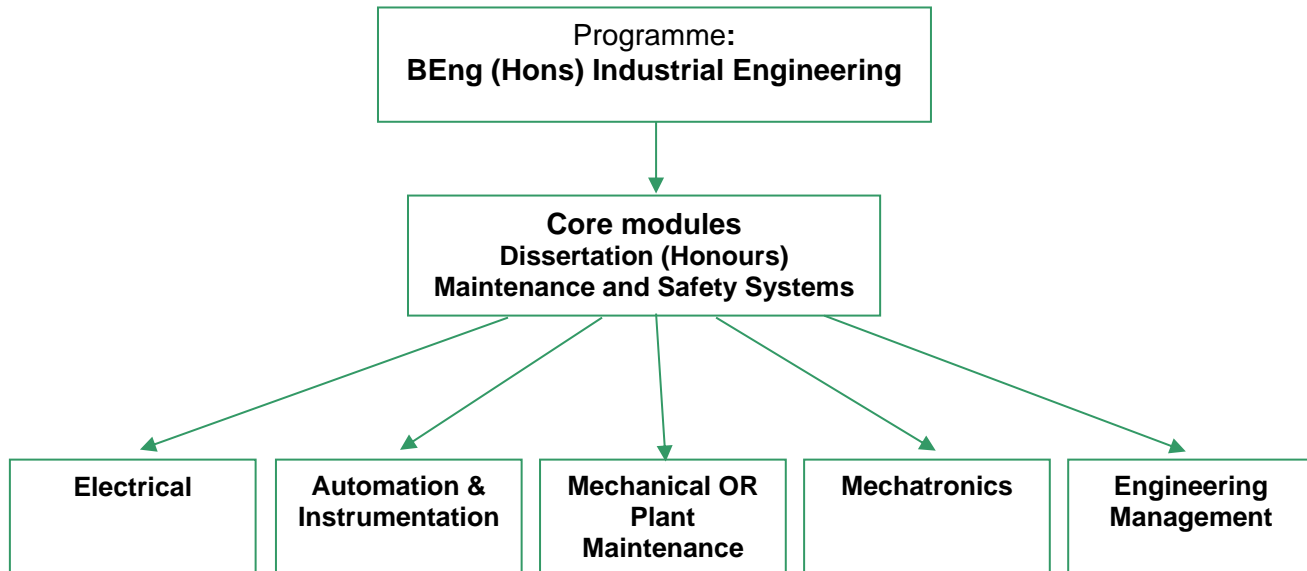 Programme:
BEng (Hons) Industrial Engineering
Core modules
Dissertation (Honours)
Maintenance and Safety Systems
Electrical
Automation &
Instrumentation
Mechanical OR
Plant
Maintenance
Mechatronics
Engineering
Management